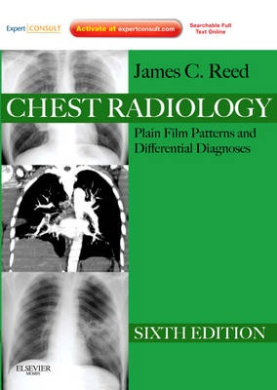 Expert CONSULT
Activate at expertconsult.com
Searchable Full
Text Online
James C. Reed
CHEST RADIOLOGY
Plain Film Patterns and
Differential Diagnoses
SIXTH EDITION
ELSEVIER
MOSBY